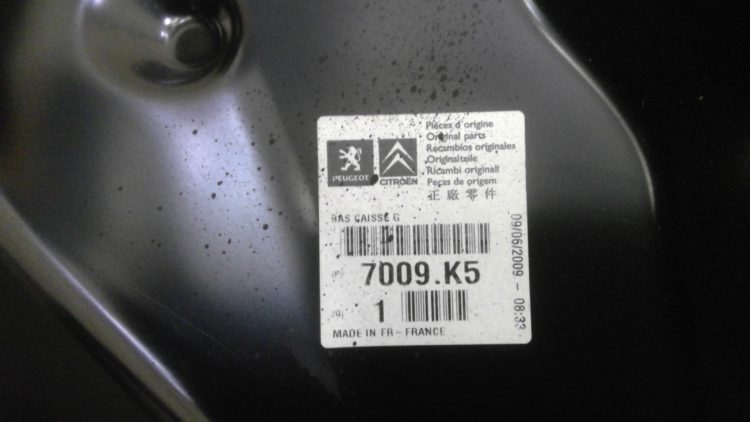 Pièces d'origine
Original parts
Recambios originales
Originalteile
Ricambi originali
Peças de origem
正廠零件
PEUGEOT
CITROËN
BAS CAISSE G
(P) 7009.K5
(Q) 1
MADE IN FR-FRANCE
09/06/2009 - 08:33